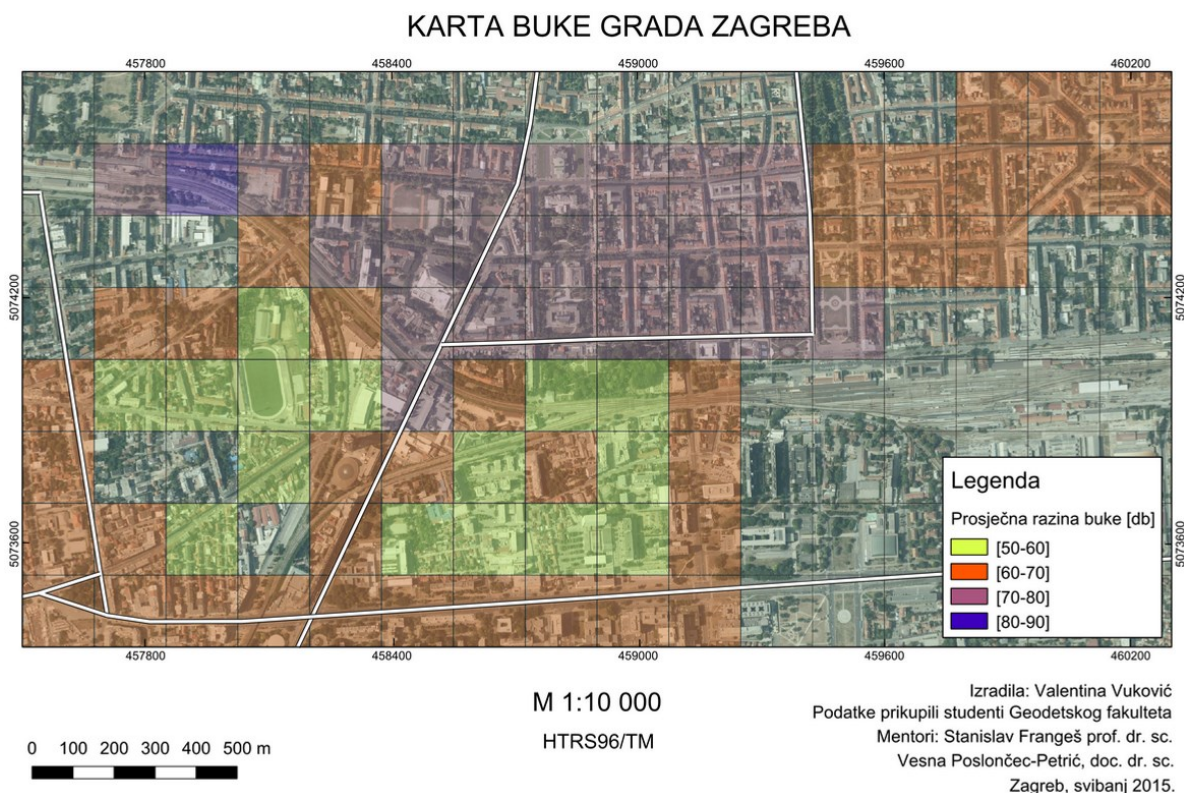 KARTA BUKE GRADA ZAGREBA
457800 458400 459000 459600 460200
5074200 5074200
5073600 5073600
Legenda
Prosječna razina buke [db]
[50-60]
[60-70]
[70-80]
[80-90]
457800 458400 459000 459600 460200
M 1:10 000
HTRS96/TM
0 100 200 300 400 500 m
Izradila: Valentina Vuković
Podatke prikupili studenti Geodetskog fakulteta
Mentori: Stanislav Frangeš prof. dr. sc.
Vesna Poslončec-Petrić, doc. dr. sc.
Zagreb, svibanj 2015.